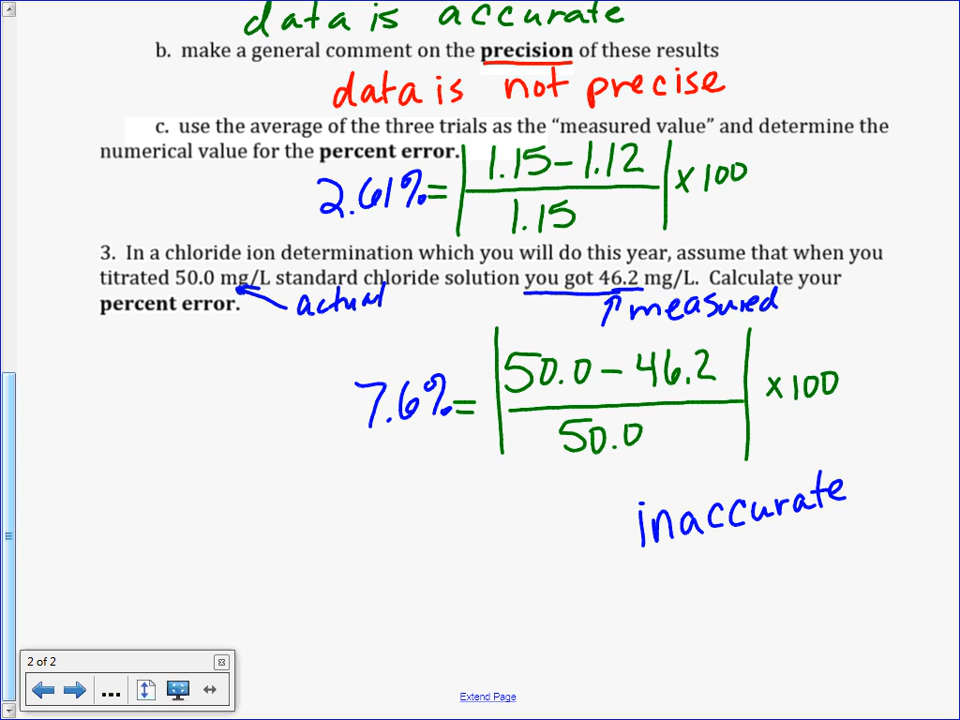 data is accurate
b. make a general comment on the precision of these results
data is not precise
c. use the average of the three trials as the “measured value” and determine the
numerical value for the percent error.
2.61% = | 1.15 – 1.12 | x 100
1.15
3. In a chloride ion determination which you will do this year, assume that when you
titrated 50.0 mg/L standard chloride solution you got 46.2 mg/L. Calculate your
percent error.
actual
measured
7.6% = | 50.0 – 46.2 | x 100
50.0
inaccurate
2 of 2
...
Extend Page